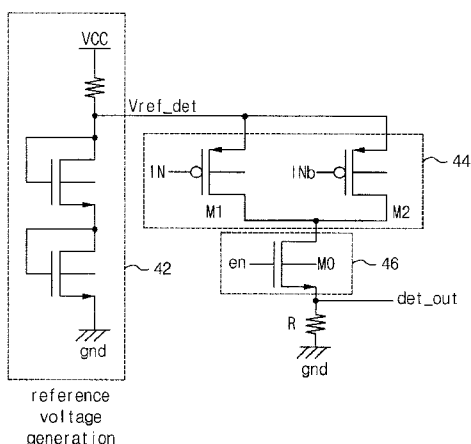 VCC
Vref_det
IN
INb
44
M1
M2
42
en
M0
46
det_out
R
gnd
gnd
reference
voltage
generation